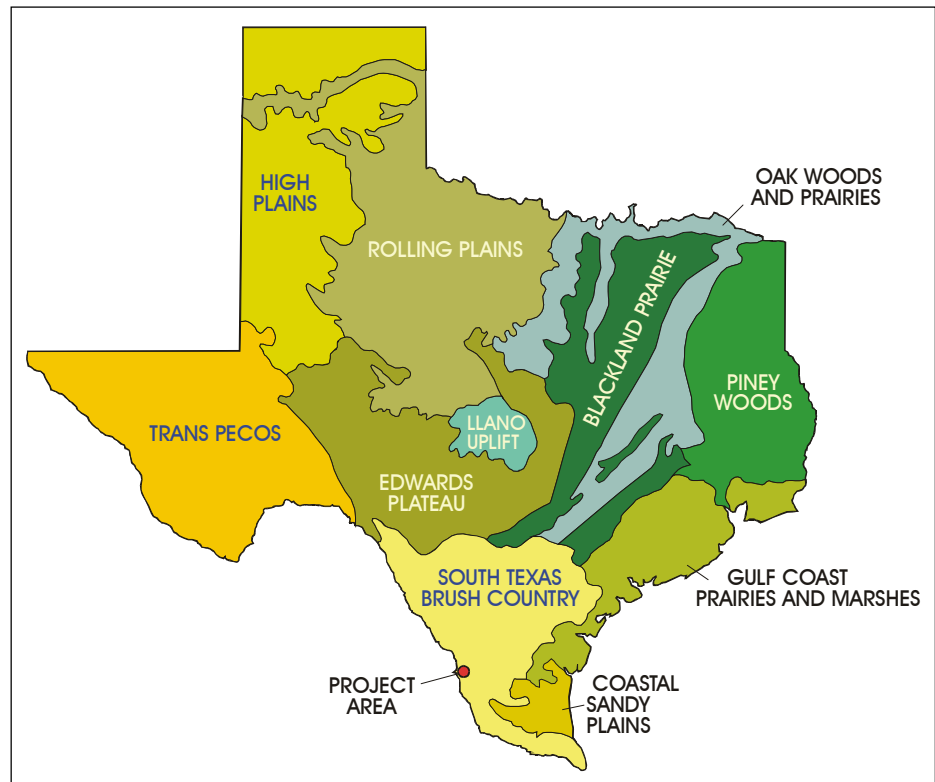 OAK WOODS
AND PRAIRIES
HIGH
PLAINS
ROLLING PLAINS
BLACKLAND PRAIRIE
PINEY
WOODS
TRANS PECOS
LLANO
UPLIFT
EDWARDS
PLATEAU
SOUTH TEXAS
BRUSH COUNTRY
GULF COAST
PRAIRIES AND MARSHES
PROJECT
AREA
COASTAL
SANDY
PLAINS